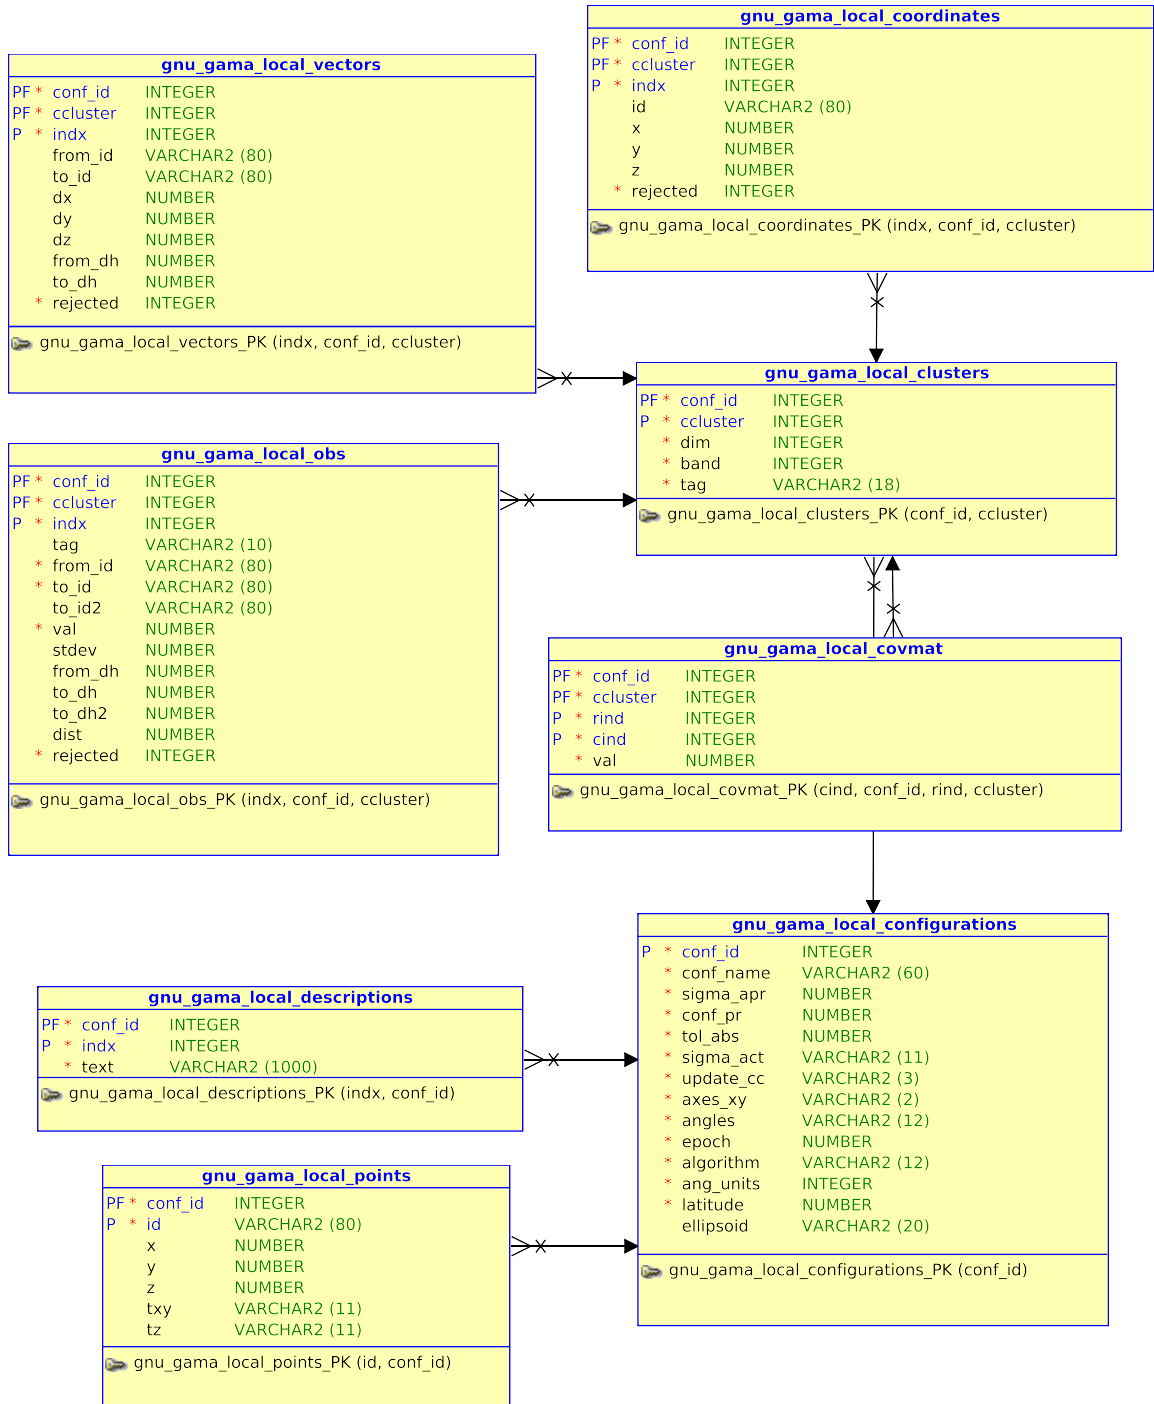 gnu_gama_local_coordinates
PF * conf_id INTEGER
PF * ccluster INTEGER
P * indx INTEGER
id VARCHAR2 (80)
x NUMBER
y NUMBER
z NUMBER
* rejected INTEGER
gnu_gama_local_coordinates_PK (indx, conf_id, ccluster)
gnu_gama_local_vectors
PF * conf_id INTEGER
PF * ccluster INTEGER
P * indx INTEGER
from_id VARCHAR2 (80)
to_id VARCHAR2 (80)
dx NUMBER
dy NUMBER
dz NUMBER
from_dh NUMBER
to_dh NUMBER
* rejected INTEGER
gnu_gama_local_vectors_PK (indx, conf_id, ccluster)
gnu_gama_local_clusters
PF * conf_id INTEGER
P * ccluster INTEGER
* dim INTEGER
* band INTEGER
* tag VARCHAR2 (18)
gnu_gama_local_clusters_PK (conf_id, ccluster)
gnu_gama_local_obs
PF * conf_id INTEGER
PF * ccluster INTEGER
P * indx INTEGER
tag VARCHAR2 (10)
* from_id VARCHAR2 (80)
* to_id VARCHAR2 (80)
to_id2 VARCHAR2 (80)
* val NUMBER
stdev NUMBER
from_dh NUMBER
to_dh NUMBER
to_dh2 NUMBER
dist NUMBER
* rejected INTEGER
gnu_gama_local_obs_PK (indx, conf_id, ccluster)
gnu_gama_local_covmat
PF * conf_id INTEGER
PF * ccluster INTEGER
P * rind INTEGER
P * cind INTEGER
* val NUMBER
gnu_gama_local_covmat_PK (cind, conf_id, rind, ccluster)
gnu_gama_local_configurations
P * conf_id INTEGER
* conf_name VARCHAR2 (60)
* sigma_apr NUMBER
* conf_pr NUMBER
* tol_abs NUMBER
* sigma_act VARCHAR2 (11)
* update_cc VARCHAR2 (3)
* axes_xy VARCHAR2 (2)
* angles VARCHAR2 (12)
* epoch NUMBER
* algorithm VARCHAR2 (12)
* ang_units INTEGER
* latitude NUMBER
ellipsoid VARCHAR2 (20)
gnu_gama_local_configurations_PK (conf_id)
gnu_gama_local_descriptions
PF * conf_id INTEGER
P * indx INTEGER
* text VARCHAR2 (1000)
gnu_gama_local_descriptions_PK (indx, conf_id)
gnu_gama_local_points
PF * conf_id INTEGER
P * id VARCHAR2 (80)
x NUMBER
y NUMBER
z NUMBER
txy VARCHAR2 (11)
tz VARCHAR2 (11)
gnu_gama_local_points_PK (id, conf_id)